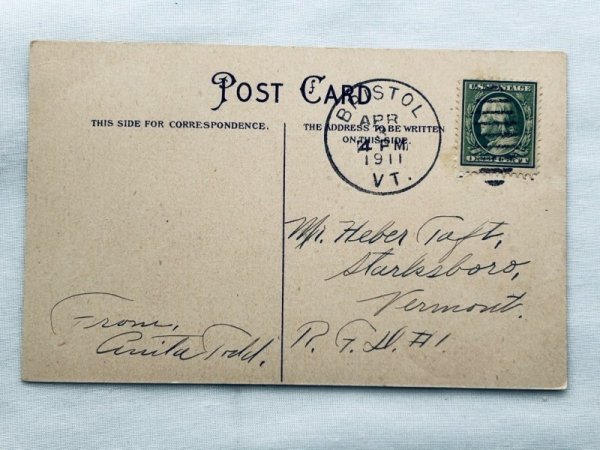 POST CARD
THIS SIDE FOR CORRESPONDENCE.
THE ADDRESS TO BE WRITTEN
ON THIS SIDE.
BRISTOL
APR
3
4 PM
1911
VT.
U.S. POSTAGE
ONE CENT
Mr. Heber Taft,
Starksboro,
Vermont.
R. F. D. #1
From,
Anita Todd.